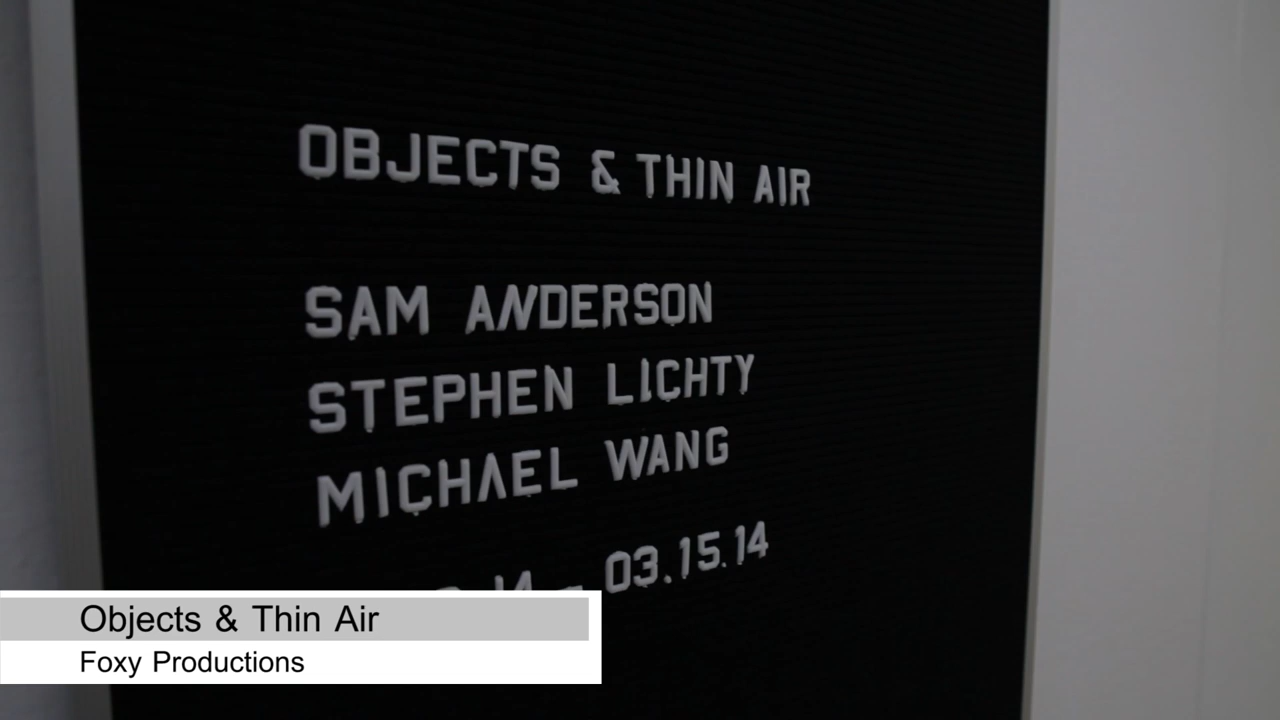 OBJECTS & THIN AIR
SAM ANDERSON
STEPHEN LICHTY
MICHAEL WANG
– 03.15.14
Objects & Thin Air
Foxy Productions